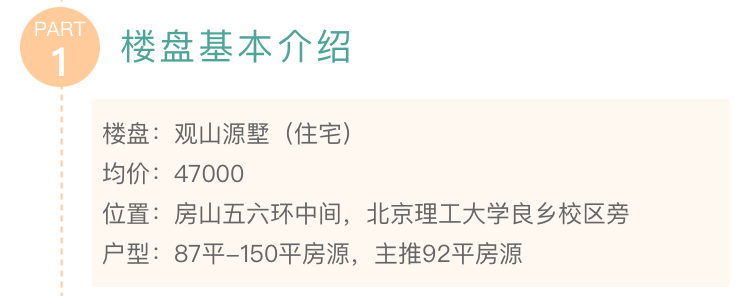 PART
1
楼盘基本介绍
楼盘：观山源墅（住宅）
均价：47000
位置：房山五六环中间，北京理工大学良乡校区旁
户型：87平-150平房源，主推92平房源